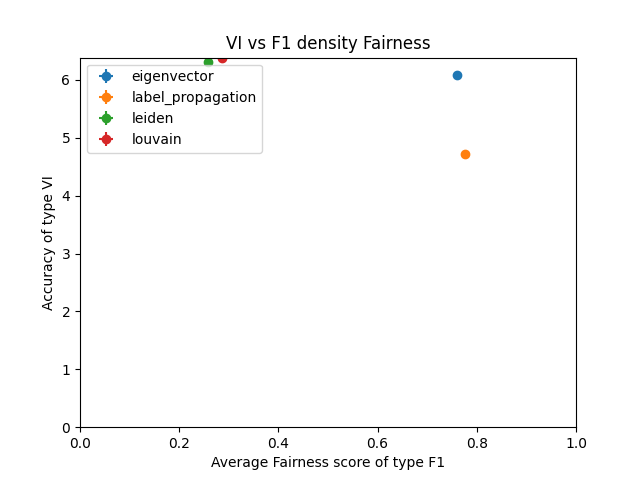 VI vs F1 density Fairness
eigenvector
label_propagation
leiden
louvain
Accuracy of type VI
6
5
4
3
2
1
0
0.0 0.2 0.4 0.6 0.8 1.0
Average Fairness score of type F1